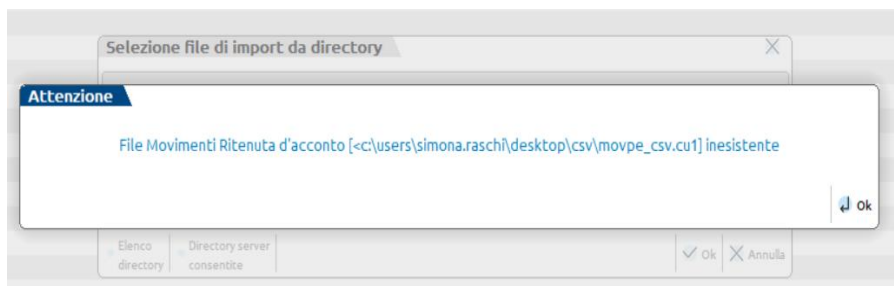 Selezione file di import da directory
Attenzione
File Movimenti Ritenuta d'acconto [<c:\users\simona.raschi\desktop\csv\movpe_csv.cu1] inesistente
Ok
Elenco directory
Directory server consentite
Ok
Annulla